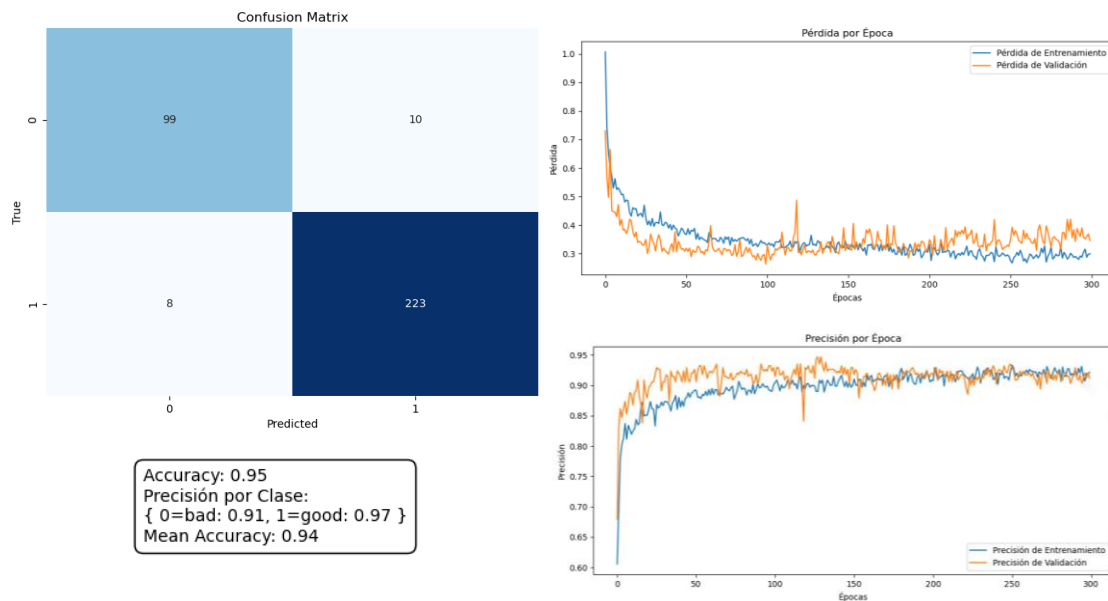 Confusion Matrix
True
0
99
10
1
8
223
0
1
Predicted
Accuracy: 0.95
Precisión por Clase:
{ 0=bad: 0.91, 1=good: 0.97 }
Mean Accuracy: 0.94
Pérdida por Época
Pérdida de Entrenamiento
Pérdida de Validación
Pérdida
1.0
0.9
0.8
0.7
0.6
0.5
0.4
0.3
0
50
100
150
200
250
300
Épocas
Precisión por Época
Precisión
0.95
0.90
0.85
0.80
0.75
0.70
0.65
0.60
Precisión de Entrenamiento
Precisión de Validación
0
50
100
150
200
250
300
Épocas